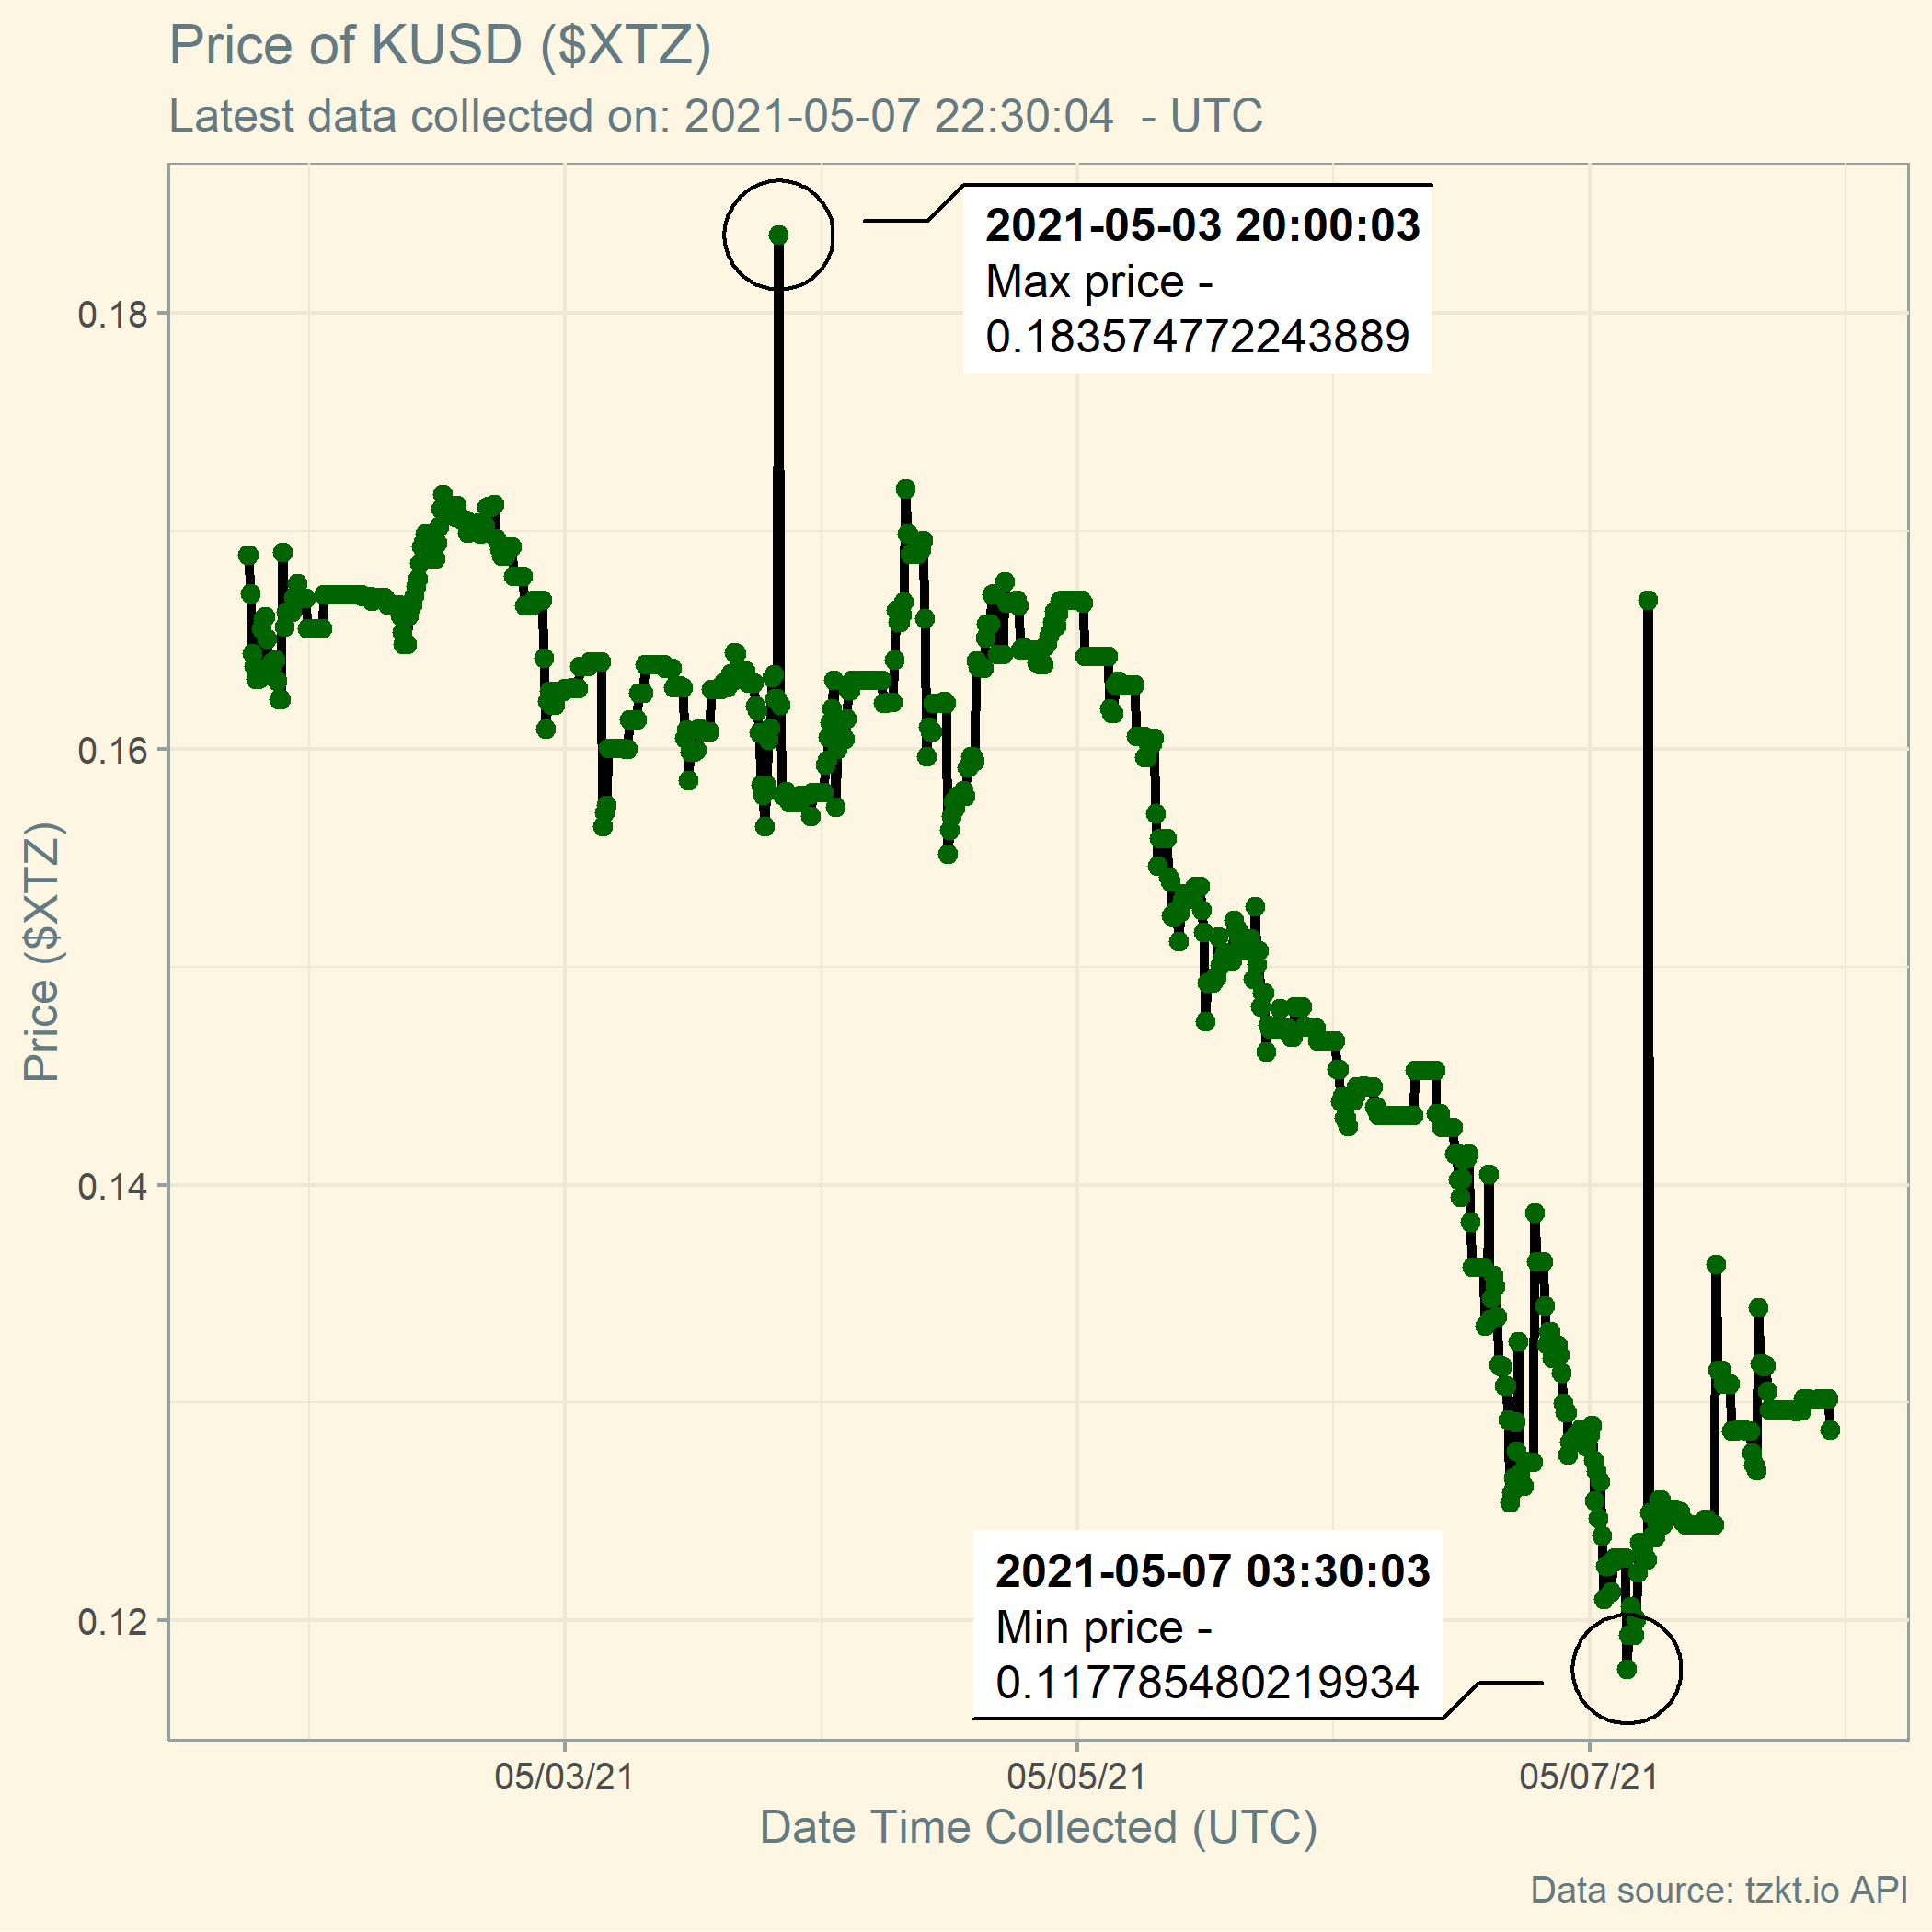 Price of KUSD ($XTZ)
Latest data collected on: 2021-05-07 22:30:04  - UTC
2021-05-03 20:00:03
Max price -
0.183574772243889
0.18
0.16
0.14
0.12
Price ($XTZ)
2021-05-07 03:30:03
Min price -
0.117785480219934
05/03/21
05/05/21
05/07/21
Date Time Collected (UTC)
Data source: tzkt.io API